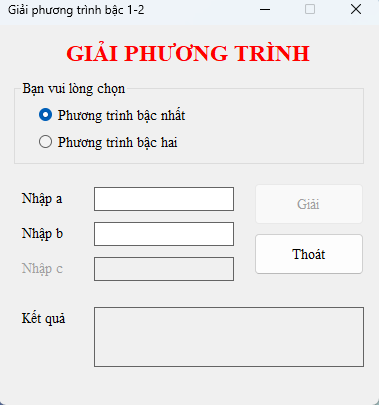 Giải phương trình bậc 1-2
GIẢI PHƯƠNG TRÌNH
Bạn vui lòng chọn
Phương trình bậc nhất
Phương trình bậc hai
Nhập a
Giải
Nhập b
Thoát
Nhập c
Kết quả